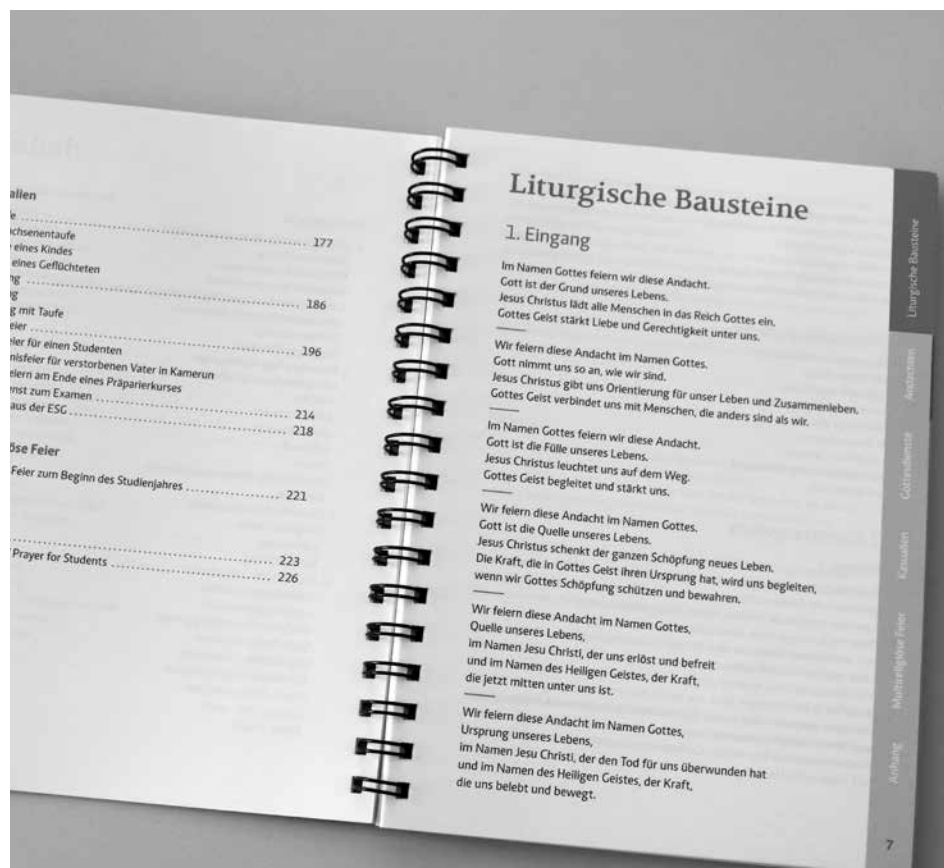 allen
177
chsenentaufe
eines Kindes
eines Geflüchteten
186
mit Taufe
eier 196
ier für einen Studenten
nisfeier für verstorbenen Vater in Kamerun
eiern am Ende eines Präparierkurses
nst zum Examen 214
aus der ESG 218
öse Feier
Feier zum Beginn des Studienjahres 221
223
Prayer for Students 226
Liturgische Bausteine
1. Eingang
Im Namen Gottes feiern wir diese Andacht.
Gott ist der Grund unseres Lebens.
Jesus Christus lädt alle Menschen in das Reich Gottes ein.
Gottes Geist stärkt Liebe und Gerechtigkeit unter uns.
Wir feiern diese Andacht im Namen Gottes.
Gott nimmt uns so an, wie wir sind.
Jesus Christus gibt uns Orientierung für unser Leben und Zusammenleben.
Gottes Geist verbindet uns mit Menschen, die anders sind als wir.
Im Namen Gottes feiern wir diese Andacht.
Gott ist die Fülle unseres Lebens.
Jesus Christus leuchtet uns auf dem Weg.
Gottes Geist begleitet und stärkt uns.
Wir feiern diese Andacht im Namen Gottes.
Gott ist die Quelle unseres Lebens.
Jesus Christus schenkt der ganzen Schöpfung neues Leben.
Die Kraft, die in Gottes Geist ihren Ursprung hat, wird uns begleiten,
wenn wir Gottes Schöpfung schützen und bewahren.
Wir feiern diese Andacht im Namen Gottes,
Quelle unseres Lebens,
im Namen Jesu Christi, der uns erlöst und befreit
und im Namen des Heiligen Geistes, der Kraft,
die jetzt mitten unter uns ist.
Wir feiern diese Andacht im Namen Gottes,
Ursprung unseres Lebens,
im Namen Jesu Christi, der den Tod für uns überwunden hat
und im Namen des Heiligen Geistes, der Kraft,
die uns belebt und bewegt.
Liturgische Bausteine
Andachten
Gottesdienste
Kasualien
Multireligiöse Feier
Anhang
7